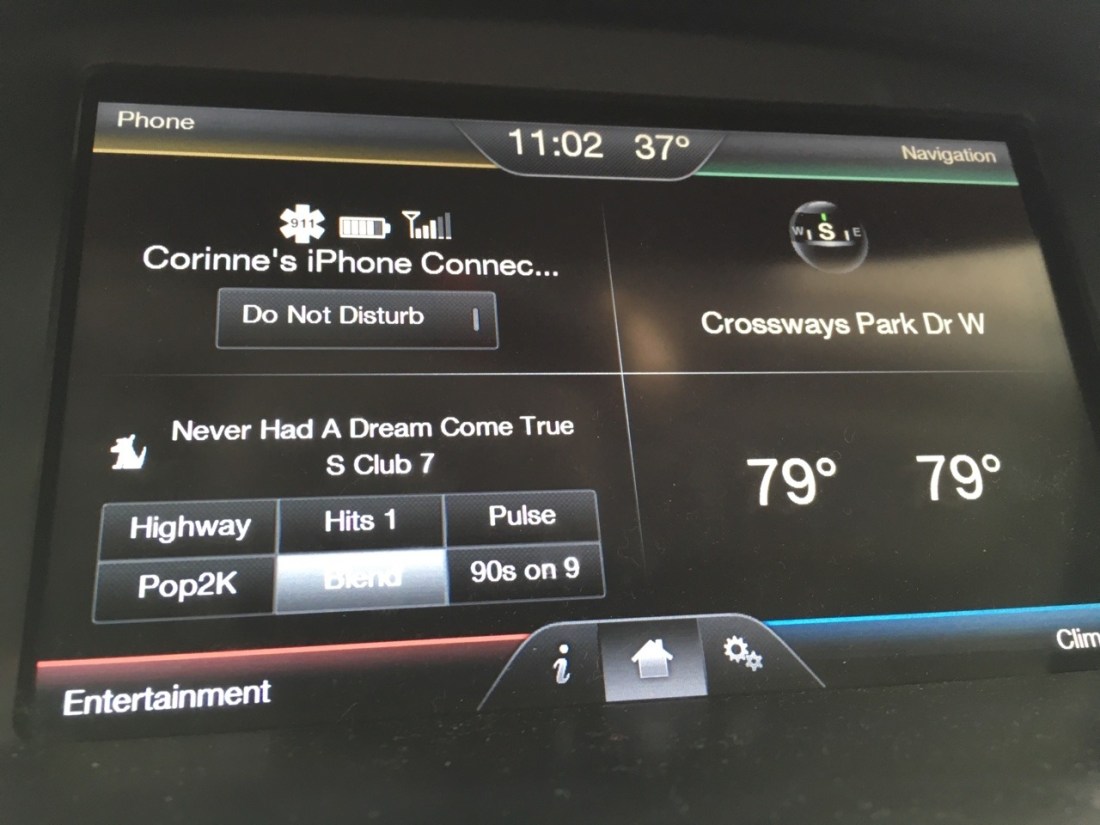 Phone
11:02 37°
Navigation
911
Corinne's iPhone Connec...
Do Not Disturb
W S E
Crossways Park Dr W
Never Had A Dream Come True
S Club 7
79° 79°
Highway Hits 1 Pulse
Pop2K Blend 90s on 9
i
Entertainment
Clim